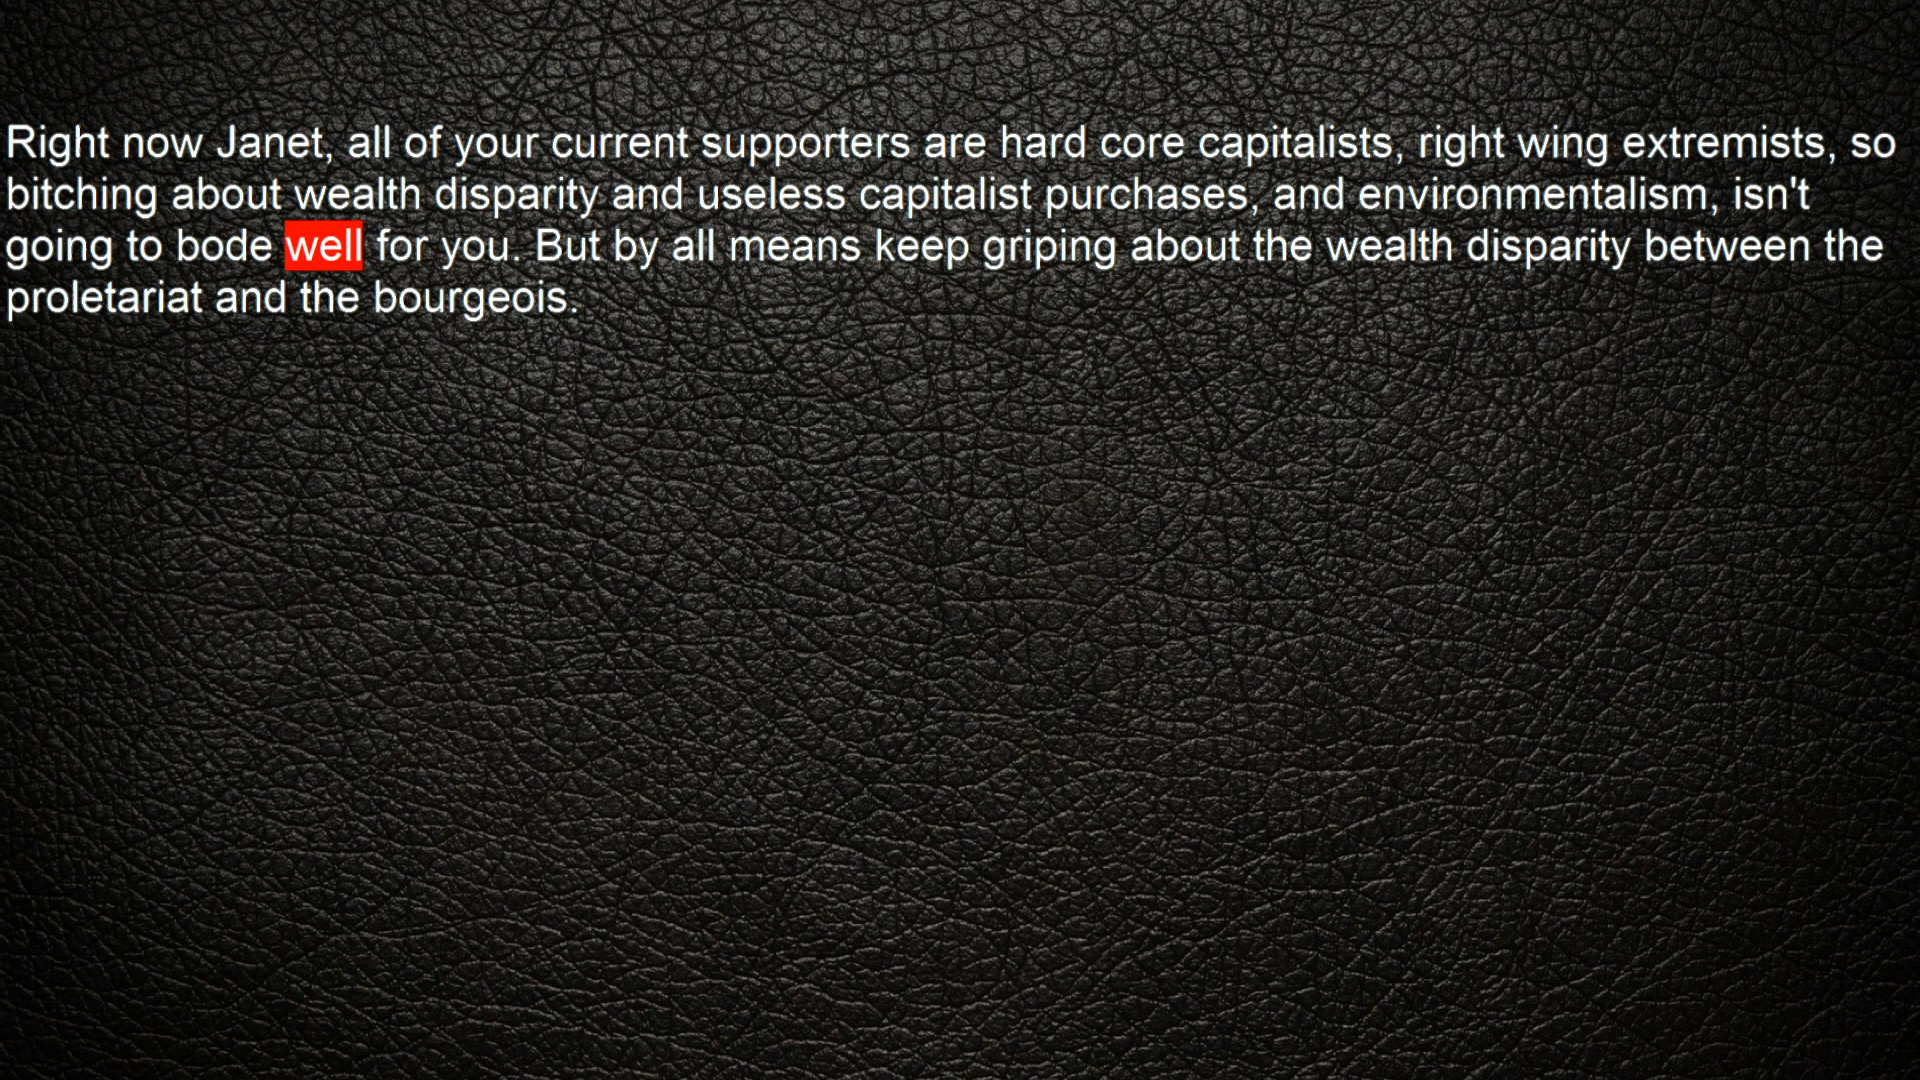 Right now Janet, all of your current supporters are hard core capitalists, right wing extremists, so
bitching about wealth disparity and useless capitalist purchases, and environmentalism, isn't
going to bode well for you. But by all means keep griping about the wealth disparity between the
proletariat and the bourgeois.